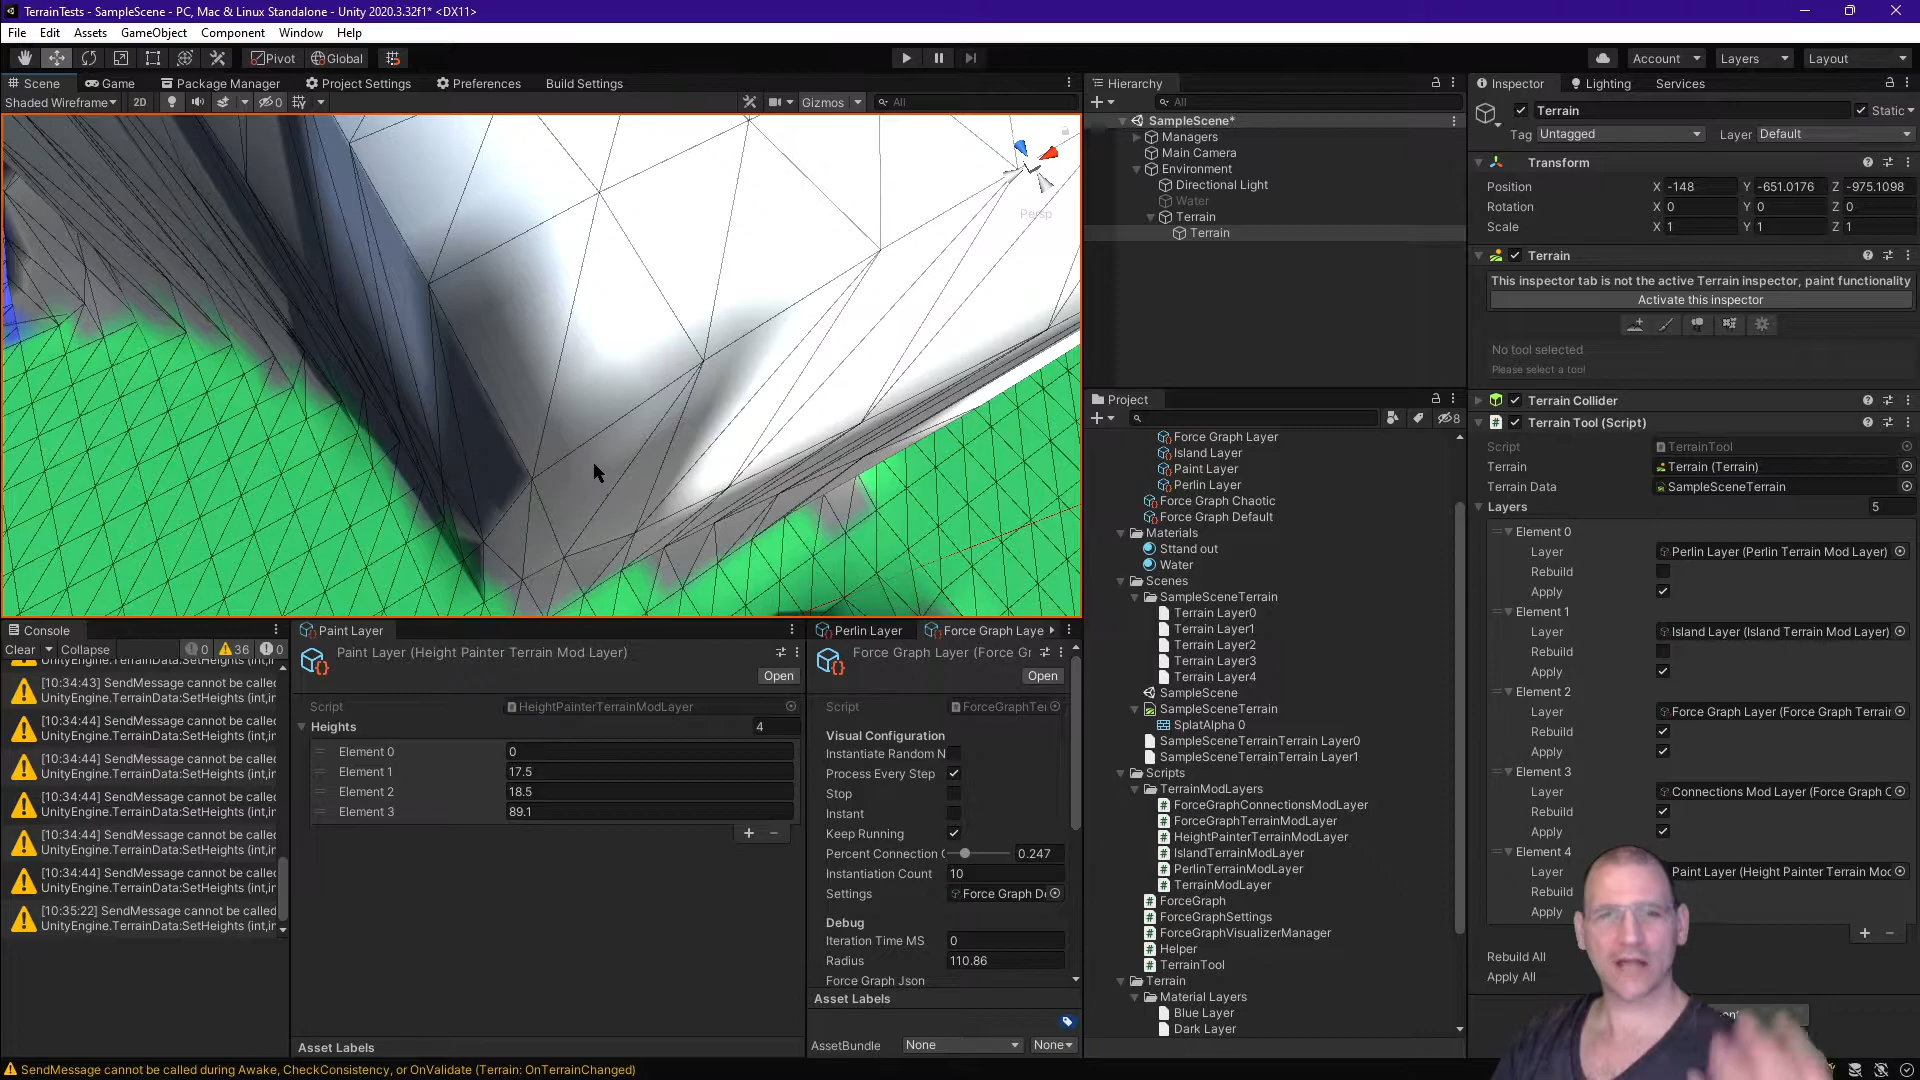 TerrainTests - SampleScene - PC, Mac & Linux Standalone - Unity 2020.3.32f1* <DX11>
File Edit Assets GameObject Component Window Help
Pivot Global Account Layers Layout
Scene Game Package Manager Project Settings Preferences Build Settings
Shaded Wireframe 2D 0 Gizmos All
Persp
Hierarchy
All
SampleScene*
Managers
Main Camera
Environment
Directional Light
Water
Terrain
Terrain
Project
8
Force Graph Layer
Island Layer
Paint Layer
Perlin Layer
Force Graph Chaotic
Force Graph Default
Materials
Sttand out
Water
Scenes
SampleSceneTerrain
Terrain Layer0
Terrain Layer1
Terrain Layer2
Terrain Layer3
Terrain Layer4
SampleScene
SampleSceneTerrain
SplatAlpha 0
SampleSceneTerrainTerrain Layer0
SampleSceneTerrainTerrain Layer1
Scripts
TerrainModLayers
ForceGraphConnectionsModLayer
ForceGraphTerrainModLayer
HeightPainterTerrainModLayer
IslandTerrainModLayer
PerlinTerrainModLayer
TerrainModLayer
ForceGraph
ForceGraphSettings
ForceGraphVisualizerManager
Helper
TerrainTool
Terrain
Material Layers
Blue Layer
Dark Layer
Inspector Lighting Services
Terrain Static
Tag Untagged Layer Default
Transform
Position X -148 Y -651.0176 Z -975.1098
Rotation X 0 Y 0 Z 0
Scale X 1 Y 1 Z 1
Terrain
This inspector tab is not the active Terrain inspector, paint functionality
Activate this inspector
No tool selected
Please select a tool
Terrain Collider
Terrain Tool (Script)
Script TerrainTool
Terrain Terrain (Terrain)
Terrain Data SampleSceneTerrain
Layers 5
Element 0
Layer Perlin Layer (Perlin Terrain Mod Layer)
Rebuild
Apply
Element 1
Layer Island Layer (Island Terrain Mod Layer)
Rebuild
Apply
Element 2
Layer Force Graph Layer (Force Graph Terrain
Rebuild
Apply
Element 3
Layer Connections Mod Layer (Force Graph C
Rebuild
Apply
Element 4
Layer Paint Layer (Height Painter Terrain Moc
Rebuild
Apply
Rebuild All
Apply All
Console
Clear Collapse 0 36 0
UnityEngine.TerrainData:SetHeights (int,in
[10:34:43] SendMessage cannot be called
UnityEngine.TerrainData:SetHeights (int,in
[10:34:44] SendMessage cannot be called
UnityEngine.TerrainData:SetHeights (int,in
[10:34:44] SendMessage cannot be called
UnityEngine.TerrainData:SetHeights (int,in
[10:34:44] SendMessage cannot be called
UnityEngine.TerrainData:SetHeights (int,in
[10:34:44] SendMessage cannot be called
UnityEngine.TerrainData:SetHeights (int,in
[10:34:44] SendMessage cannot be called
UnityEngine.TerrainData:SetHeights (int,in
[10:35:22] SendMessage cannot be called
UnityEngine.TerrainData:SetHeights (int,in
Paint Layer
Paint Layer (Height Painter Terrain Mod Layer)
Open
Script HeightPainterTerrainModLayer
Heights 4
Element 0 0
Element 1 17.5
Element 2 18.5
Element 3 89.1
Asset Labels
Perlin Layer Force Graph Laye
Force Graph Layer (Force Gr
Open
Script ForceGraphTer
Visual Configuration
Instantiate Random N
Process Every Step
Stop
Instant
Keep Running
Percent Connection C 0.247
Instantiation Count 10
Settings Force Graph De
Debug
Iteration Time MS 0
Radius 110.86
Force Graph Json
Asset Labels
AssetBundle None None
SendMessage cannot be called during Awake, CheckConsistency, or OnValidate (Terrain: OnTerrainChanged)